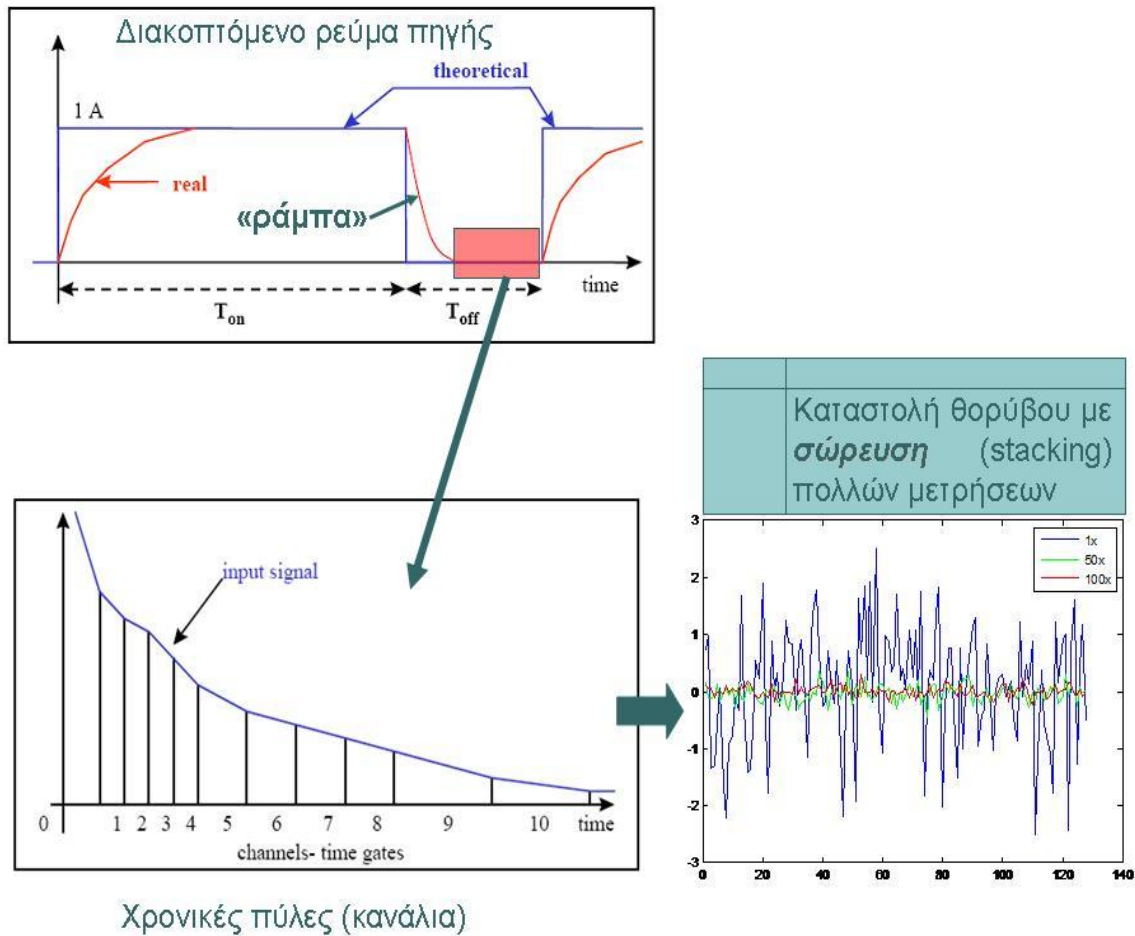 Διακοπτόμενο ρεύμα πηγής
theoretical
1 A
real
«ράμπα»
time
Ton
Toff
Καταστολή θορύβου με
σώρευση (stacking)
πολλών μετρήσεων
input signal
0 1 2 3 4 5 6 7 8 9 10 time
channels- time gates
3
2
1
0
-1
-2
-3
1x
50x
100x
0 20 40 60 80 100 120 140
Χρονικές πύλες (κανάλια)